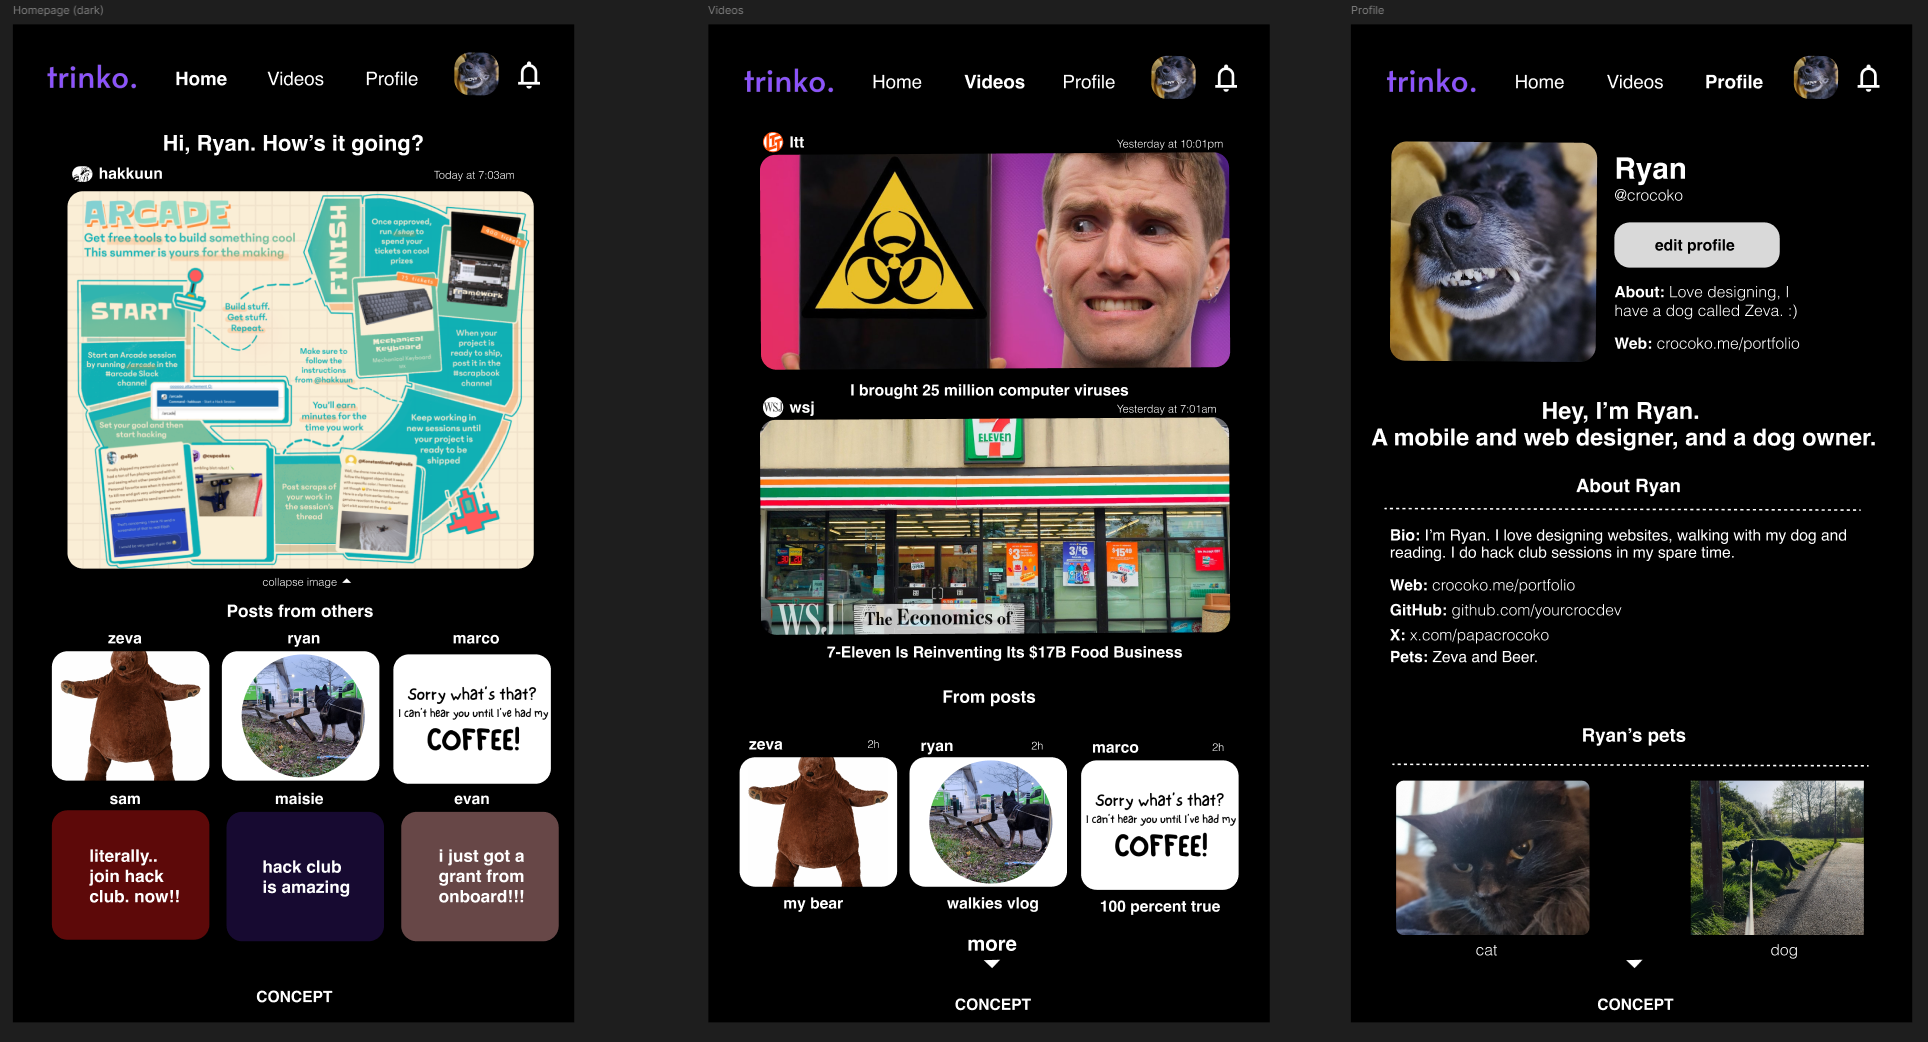 Homepage (dark)
trinko.
Home
Videos
Profile
Hi, Ryan. How's it going?
hakkuun
Today at 7:03am
ARCADE
Get free tools to build something cool
This summer is yours for the making
START
FINISH
Once approved,
run /shop to
spend your
tickets on cool
prizes
framework
Build stuff.
Get stuff.
Repeat.
Mechanical
Keyboard
Mechanical Keyboard
When your
project is
ready to ship,
post it in the
#scrapbook
channel
Start an Arcade session
by running /arcade in the
#arcade Slack
channel
Make sure to
follow the
instructions
from @hakkuun
You'll earn
minutes for the
time you work
Keep working in
new sessions until
your project is
ready to be
shipped
Set your goal and then
start hacking
Post scraps of
your work in
the session's
thread
collapse image
Posts from others
zeva
ryan
marco
Sorry what's that?
I can't hear you until I've had my
COFFEE!
sam
maisie
evan
literally..
join hack
club. now!!
hack club
is amazing
i just got a
grant from
onboard!!!
CONCEPT
Videos
trinko.
Home
Videos
Profile
ltt
Yesterday at 10:01pm
I brought 25 million computer viruses
WSJ
wsj
Yesterday at 7:01am
7
ELEVEN
$3
3/$6
WSJ
The Economics of
7-Eleven Is Reinventing Its $17B Food Business
From posts
zeva
2h
ryan
2h
marco
2h
Sorry what's that?
I can't hear you until I've had my
COFFEE!
my bear
walkies vlog
100 percent true
more
CONCEPT
Profile
trinko.
Home
Videos
Profile
Ryan
@crocoko
edit profile
About: Love designing, I
have a dog called Zeva. :)
Web: crocoko.me/portfolio
Hey, I'm Ryan.
A mobile and web designer, and a dog owner.
About Ryan
Bio: I'm Ryan. I love designing websites, walking with my dog and
reading. I do hack club sessions in my spare time.
Web: crocoko.me/portfolio
GitHub: github.com/yourcrocdev
X: x.com/papacrocoko
Pets: Zeva and Beer.
Ryan's pets
cat
dog
CONCEPT